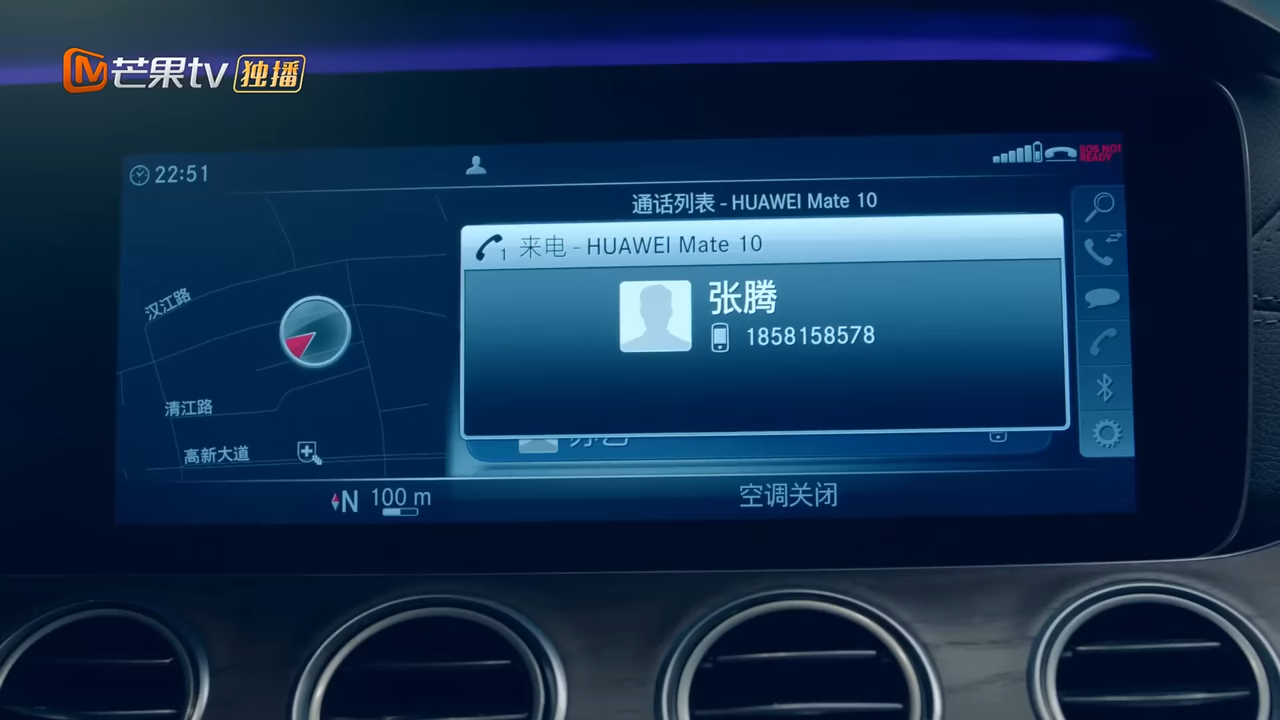 芒果tv 独播
22:51
SOS NOT
READY
通话列表 - HUAWEI Mate 10
1 来电 - HUAWEI Mate 10
张腾
1858158578
汉江路
清江路
高新大道
N 100 m
空调关闭